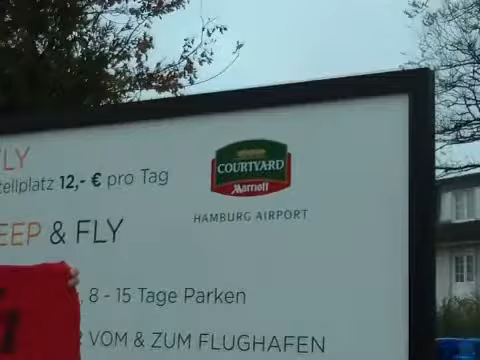 LY
COURTYARD
Marriott
tellplatz 12,- € pro Tag
HAMBURG AIRPORT
EEP & FLY
, 8 - 15 Tage Parken
VOM & ZUM FLUGHAFEN